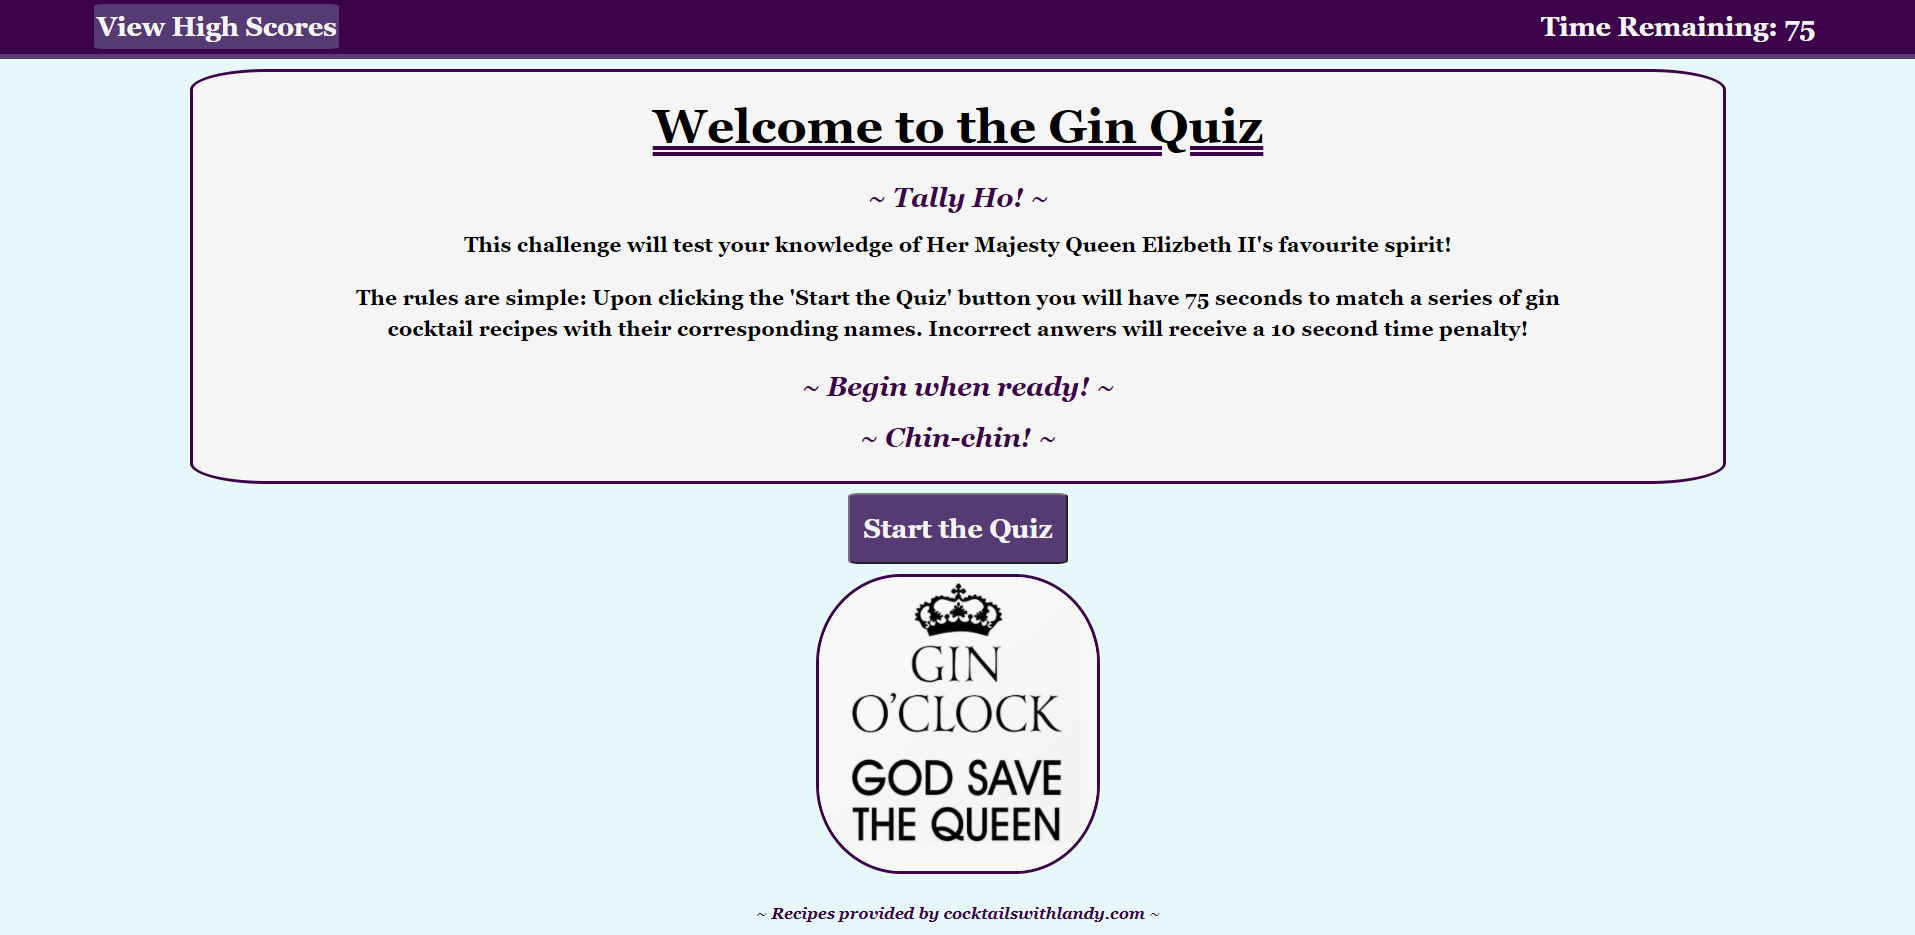 View High Scores
Time Remaining: 75
Welcome to the Gin Quiz
~ Tally Ho! ~
This challenge will test your knowledge of Her Majesty Queen Elizbeth II's favourite spirit!
The rules are simple: Upon clicking the 'Start the Quiz' button you will have 75 seconds to match a series of gin
cocktail recipes with their corresponding names. Incorrect anwers will receive a 10 second time penalty!
~ Begin when ready! ~
~ Chin-chin! ~
Start the Quiz
GIN
O'CLOCK
GOD SAVE
THE QUEEN
~ Recipes provided by cocktailswithlandy.com ~